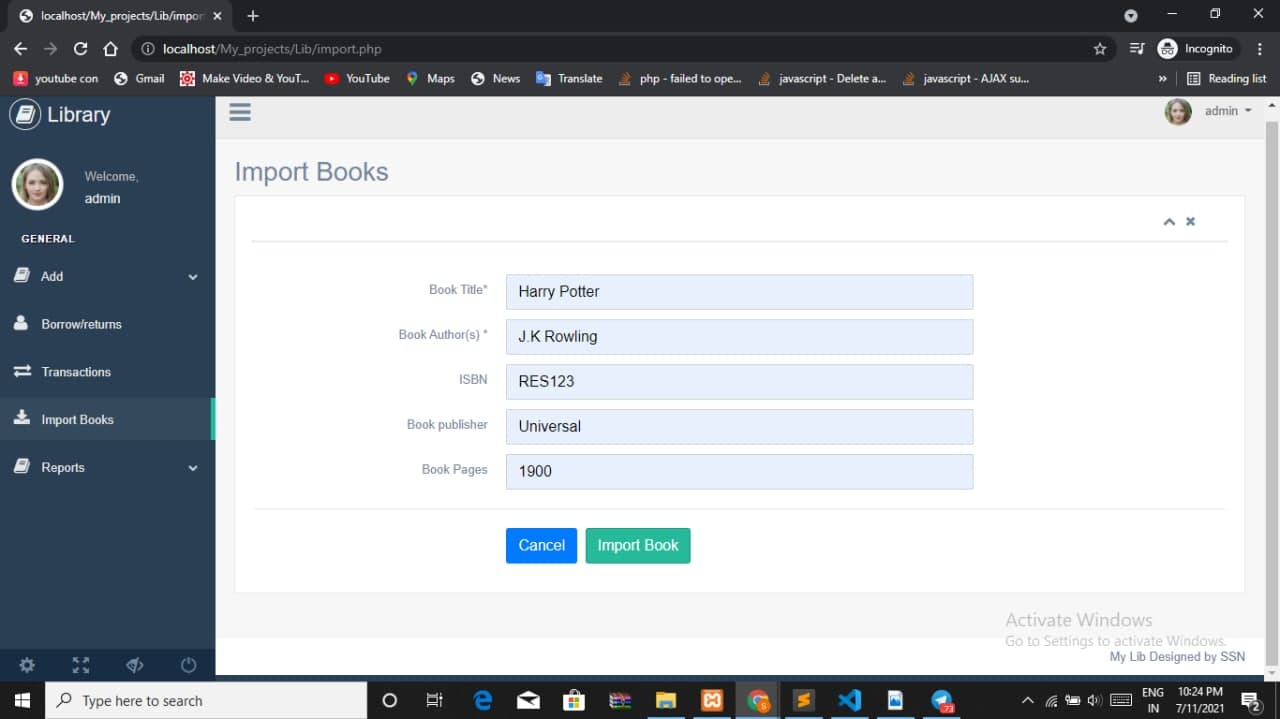 localhost/My_projects/Lib/impor
localhost/My_projects/Lib/import.php
Incognito
youtube con Gmail Make Video & YouT... YouTube Maps News Translate php - failed to ope... javascript - Delete a... javascript - AJAX su... » Reading list
Library
admin
Welcome,
admin
Import Books
GENERAL
Add
Borrow/returns
Transactions
Import Books
Reports
Book Title* Harry Potter
Book Author(s) * J.K Rowling
ISBN RES123
Book publisher Universal
Book Pages 1900
Cancel Import Book
Activate Windows
Go to Settings to activate Windows.
My Lib Designed by SSN
Type here to search
73
ENG
IN
10:24 PM
7/11/2021
2